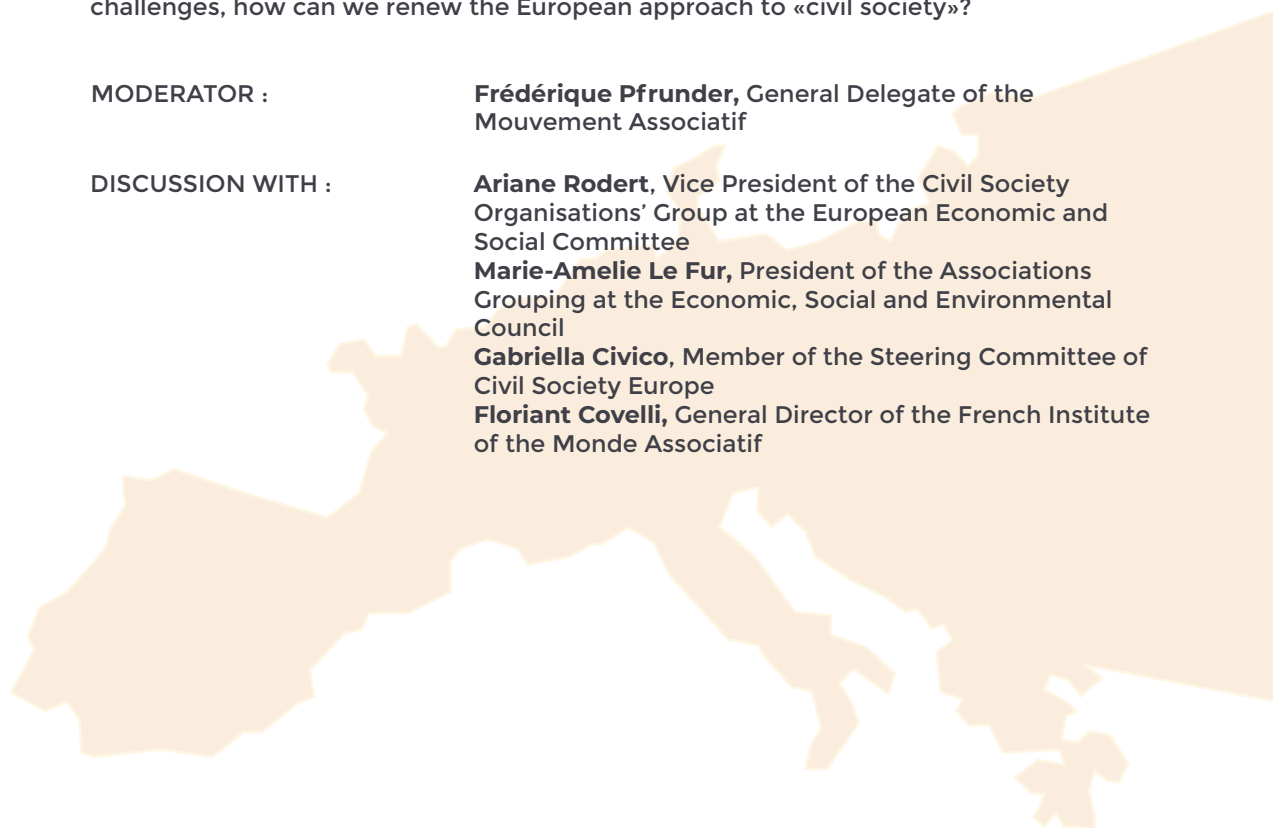 challenges, how can we renew the European approach to «civil society»?
MODERATOR :
Frédérique Pfrunder, General Delegate of the
Mouvement Associatif
DISCUSSION WITH :
Ariane Rodert, Vice President of the Civil Society
Organisations’ Group at the European Economic and
Social Committee
Marie-Amelie Le Fur, President of the Associations
Grouping at the Economic, Social and Environmental
Council
Gabriella Civico, Member of the Steering Committee of
Civil Society Europe
Floriant Covelli, General Director of the French Institute
of the Monde Associatif